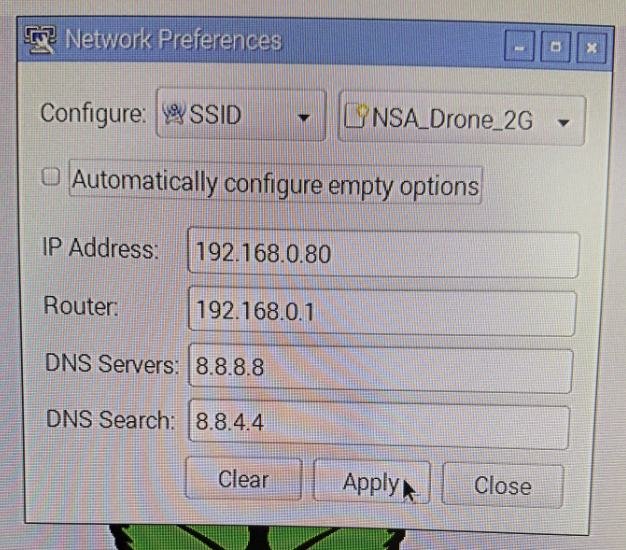 Network Preferences
Configure: SSID NSA_Drone_2G
Automatically configure empty options
IP Address: 192.168.0.80
Router: 192.168.0.1
DNS Servers: 8.8.8.8
DNS Search: 8.8.4.4
Clear Apply Close